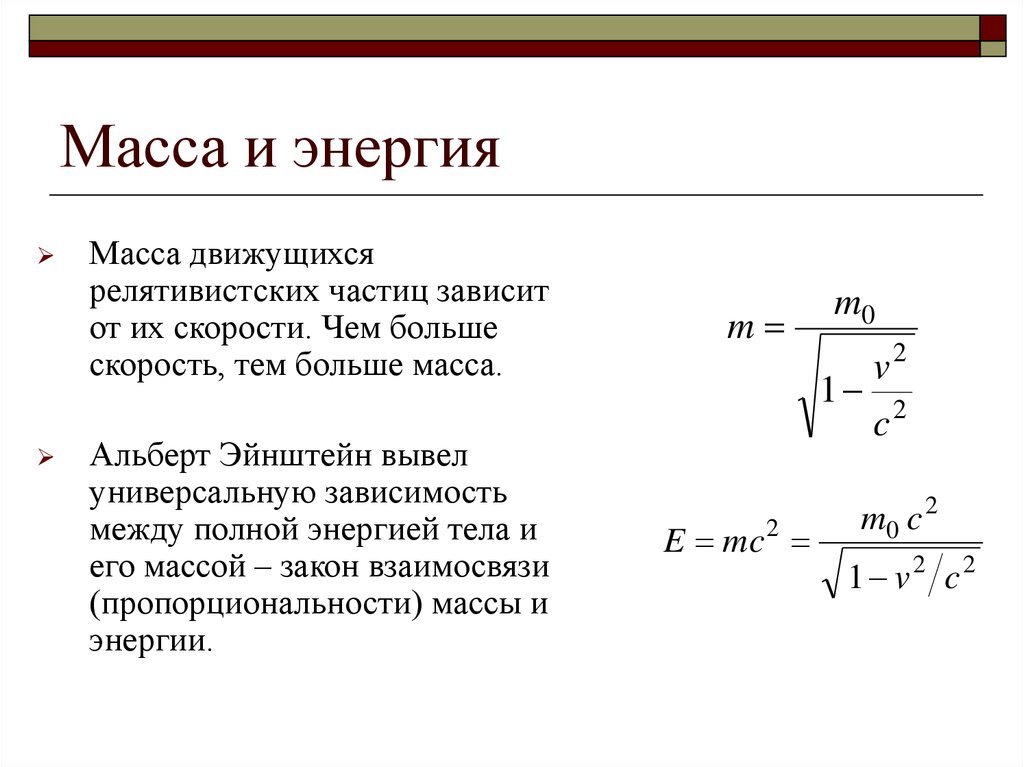 Масса и энергия
Масса движущихся
релятивистских частиц зависит
от их скорости. Чем больше
скорость, тем больше масса.
m = m₀ / √(1 − v² / c²)
Альберт Эйнштейн вывел
универсальную зависимость
между полной энергией тела и
его массой – закон взаимосвязи
(пропорциональности) массы и
энергии.
E = mc² = m₀ c² / √(1 − v² / c²)